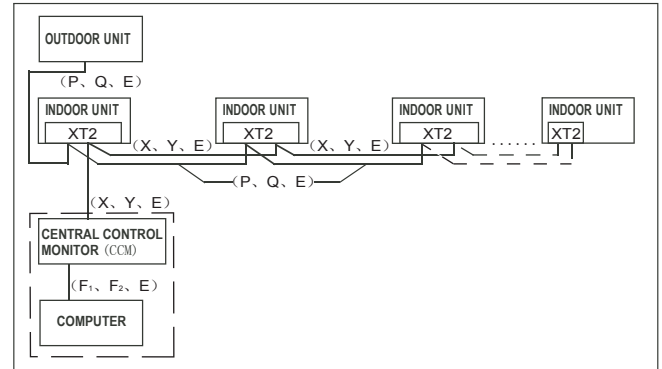 OUTDOOR UNIT
(P、Q、E)
INDOOR UNIT
XT2
(X、Y、E)
INDOOR UNIT
XT2
(X、Y、E)
INDOOR UNIT
XT2
......
INDOOR UNIT
XT2
(P、Q、E)
(X、Y、E)
CENTRAL CONTROL
MONITOR (CCM)
(F₁、F₂、E)
COMPUTER